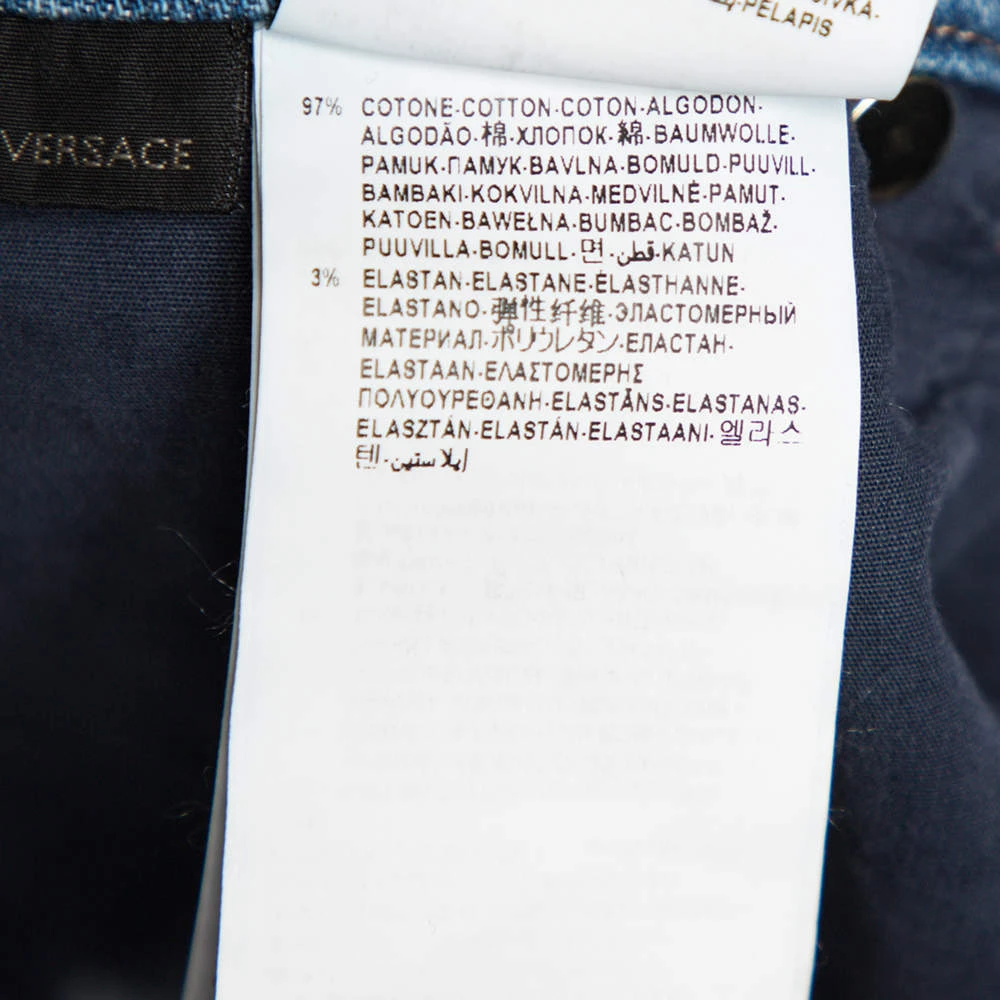 -PELAPIS
VERSACE
97% COTONE·COTTON·COTON·ALGODON·
ALGODÃO·棉·ХЛОПОК·綿·BAUMWOLLE·
PAMUK·ПАМУК·BAVLNA·BOMULD·PUUVILL·
BAMBAKI·KOKVILNA·MEDVILNĖ·PAMUT·
KATOEN·BAWEŁNA·BUMBAC·BOMBAŽ·
PUUVILLA·BOMULL·면·قطن·KATUN
3% ELASTAN·ELASTANE·ÉLASTHANNE·
ELASTANO·弹性纤维·ЭЛАСТОМЕРНЫЙ
МАТЕРИАЛ·ポリウレタン·ЕЛАСТАН·
ELASTAAN·ΕΛΑΣΤΟΜΕΡΗΣ
ΠΟΛΥΟΥΡΕΘΑΝΗ·ELASTĀNS·ELASTANAS·
ELASZTÁN·ELASTÁN·ELASTAANI·엘라스
텐·إيلاستين